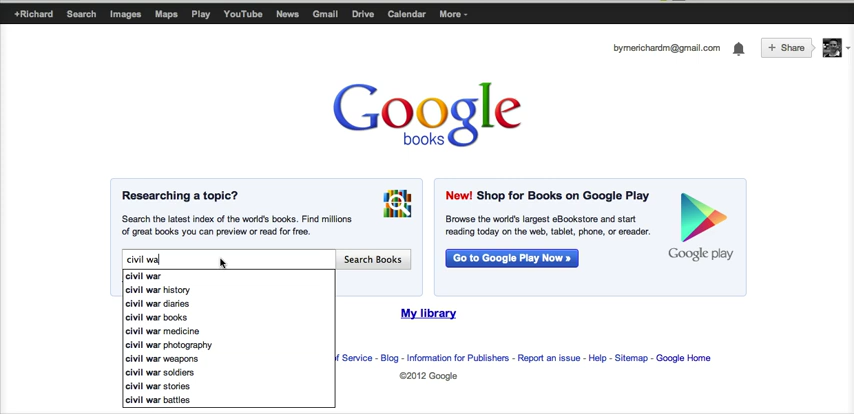 +Richard Search Images Maps Play YouTube News Gmail Drive Calendar More
byrnerichardm@gmail.com + Share
Google
books
Researching a topic?
Search the latest index of the world's books. Find millions
of great books you can preview or read for free.
civil wa Search Books
civil war
civil war history
civil war diaries
civil war books
civil war medicine
civil war photography
civil war weapons
civil war soldiers
civil war stories
civil war battles
New! Shop for Books on Google Play
Browse the world's largest eBookstore and start
reading today on the web, tablet, phone, or ereader.
Go to Google Play Now »
Google play
My library
of Service - Blog - Information for Publishers - Report an issue - Help - Sitemap - Google Home
©2012 Google